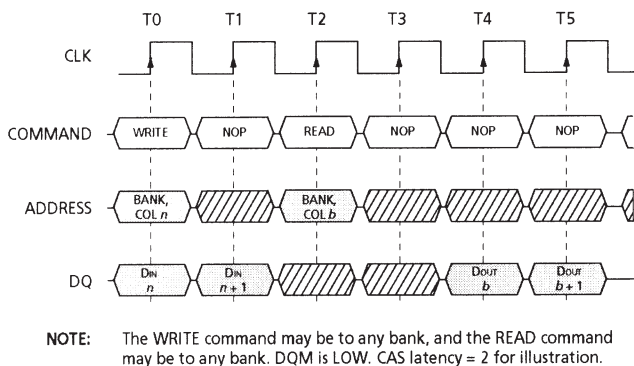 T0 T1 T2 T3 T4 T5
CLK
COMMAND WRITE NOP READ NOP NOP NOP
ADDRESS BANK, COL n BANK, COL b
DQ DIN n DIN n + 1 DOUT b DOUT b + 1
NOTE: The WRITE command may be to any bank, and the READ command
may be to any bank. DQM is LOW. CAS latency = 2 for illustration.